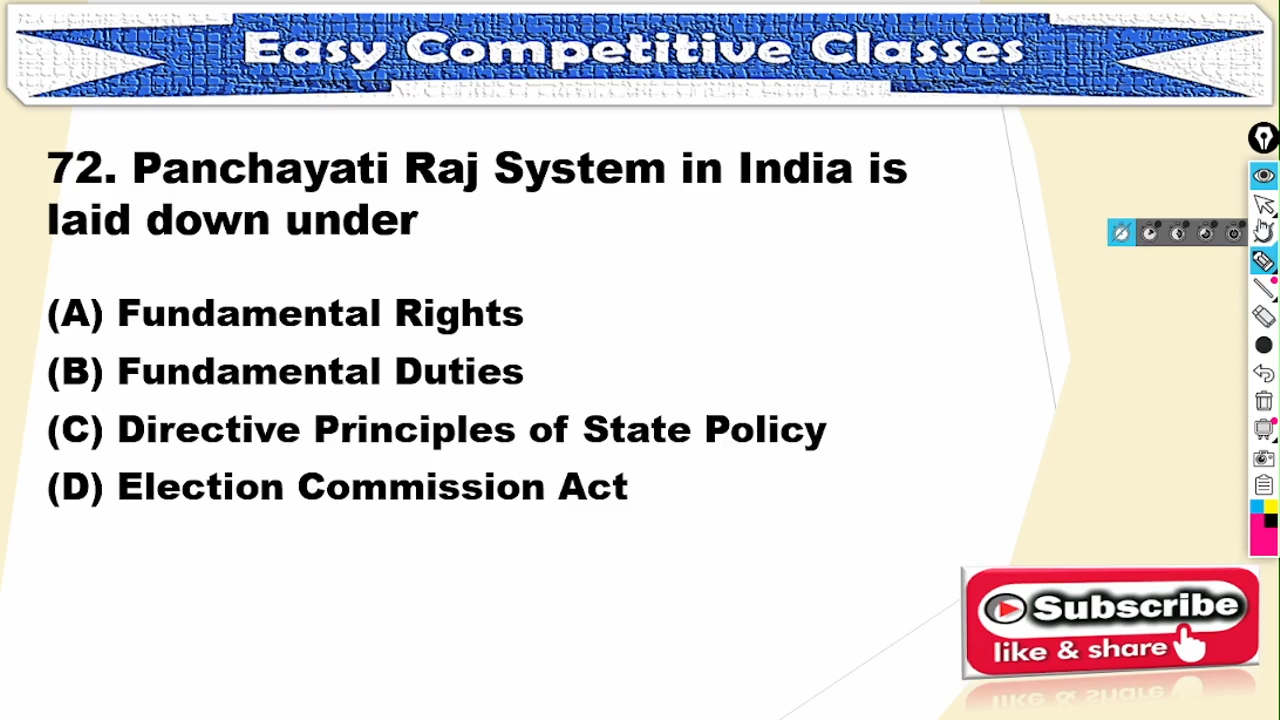 Easy Competitive Classes
72. Panchayati Raj System in India is
laid down under
(A) Fundamental Rights
(B) Fundamental Duties
(C) Directive Principles of State Policy
(D) Election Commission Act
Subscribe
like & share